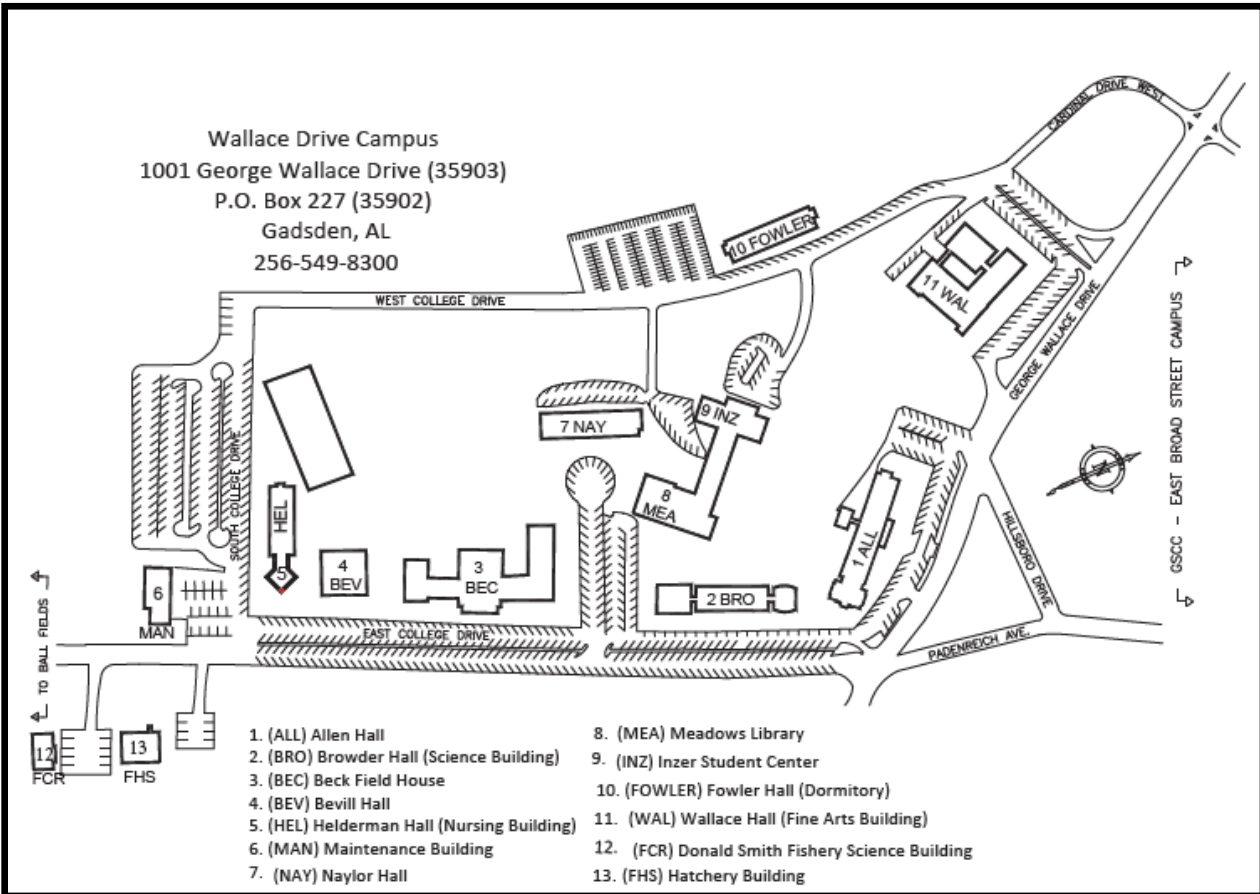 Wallace Drive Campus
1001 George Wallace Drive (35903)
P.O. Box 227 (35902)
Gadsden, AL
256-549-8300
CARDINAL DRIVE WEST
10 FOWLER
11 WAL
WEST COLLEGE DRIVE
GEORGE WALLACE DRIVE
GSCC - EAST BROAD STREET CAMPUS
7 NAY
9 INZ
8
MEA
SOUTH COLLEGE DRIVE
HEL
5
4
BEV
3
BEC
2 BRO
1 ALL
HILLSBORO DRIVE
N
6
MAN
EAST COLLEGE DRIVE
PADENREICH AVE.
TO BALL FIELDS
12
FCR
13
FHS
1. (ALL) Allen Hall
2. (BRO) Browder Hall (Science Building)
3. (BEC) Beck Field House
4. (BEV) Bevill Hall
5. (HEL) Helderman Hall (Nursing Building)
6. (MAN) Maintenance Building
7. (NAY) Naylor Hall
8. (MEA) Meadows Library
9. (INZ) Inzer Student Center
10. (FOWLER) Fowler Hall (Dormitory)
11. (WAL) Wallace Hall (Fine Arts Building)
12. (FCR) Donald Smith Fishery Science Building
13. (FHS) Hatchery Building